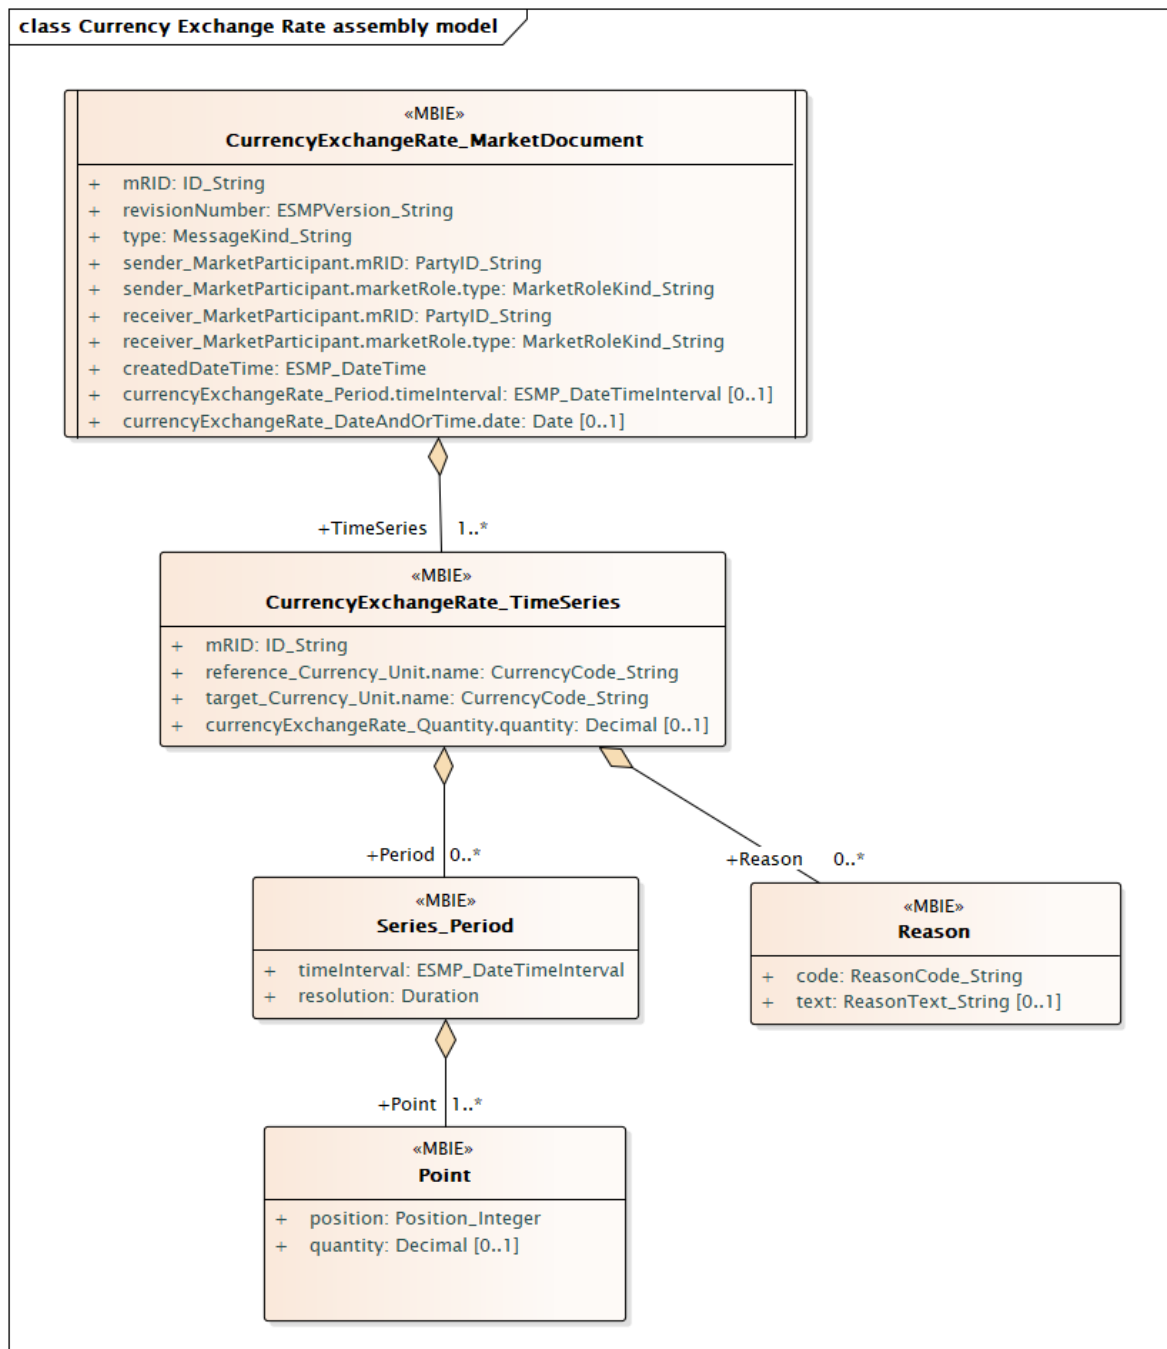 class Currency Exchange Rate assembly model
«MBIE»
CurrencyExchangeRate_MarketDocument
+ mRID: ID_String
+ revisionNumber: ESMPVersion_String
+ type: MessageKind_String
+ sender_MarketParticipant.mRID: PartyID_String
+ sender_MarketParticipant.marketRole.type: MarketRoleKind_String
+ receiver_MarketParticipant.mRID: PartyID_String
+ receiver_MarketParticipant.marketRole.type: MarketRoleKind_String
+ createdDateTime: ESMP_DateTime
+ currencyExchangeRate_Period.timeInterval: ESMP_DateTimeInterval [0..1]
+ currencyExchangeRate_DateAndOrTime.date: Date [0..1]
+TimeSeries 1..*
«MBIE»
CurrencyExchangeRate_TimeSeries
+ mRID: ID_String
+ reference_Currency_Unit.name: CurrencyCode_String
+ target_Currency_Unit.name: CurrencyCode_String
+ currencyExchangeRate_Quantity.quantity: Decimal [0..1]
+Period 0..*
+Reason 0..*
«MBIE»
Series_Period
+ timeInterval: ESMP_DateTimeInterval
+ resolution: Duration
«MBIE»
Reason
+ code: ReasonCode_String
+ text: ReasonText_String [0..1]
+Point 1..*
«MBIE»
Point
+ position: Position_Integer
+ quantity: Decimal [0..1]